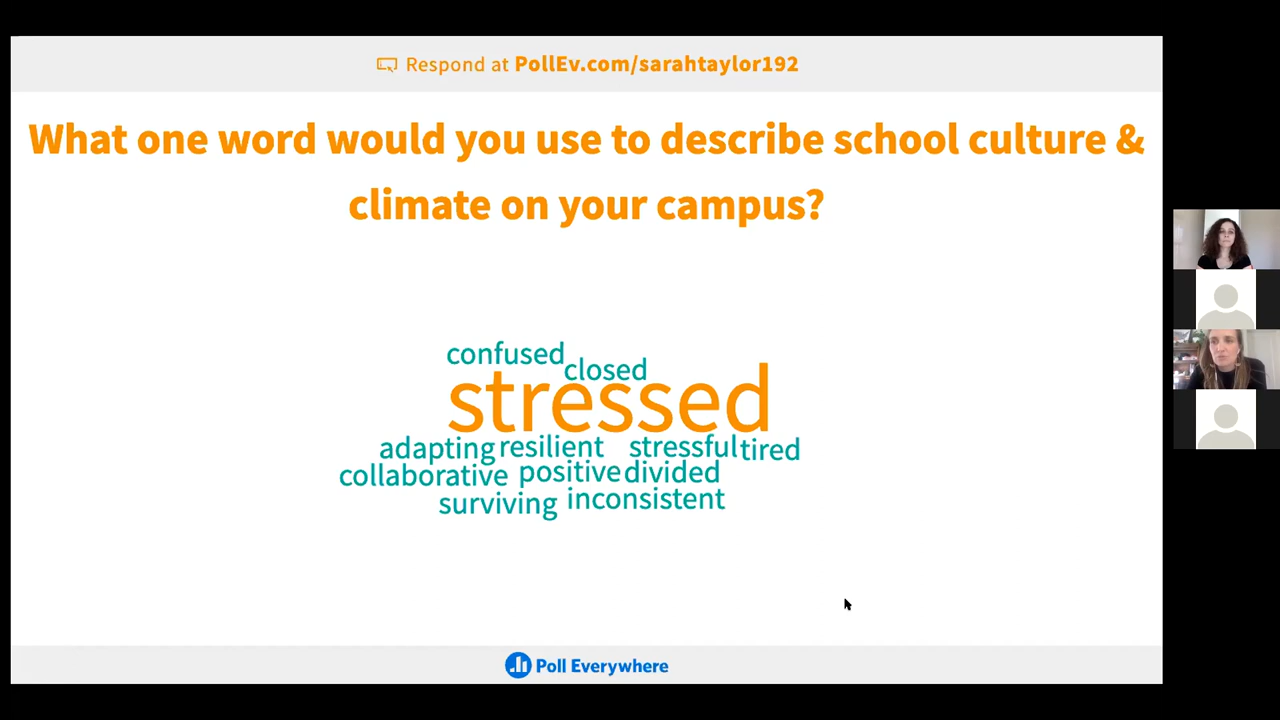 Respond at PollEv.com/sarahtaylor192
What one word would you use to describe school culture &
climate on your campus?
confused
closed
stressed
adapting resilient stressful tired
collaborative positive divided
surviving inconsistent
Poll Everywhere